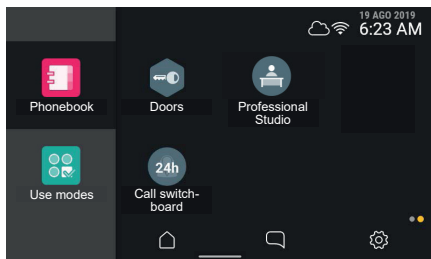 19 AGO 2019
6:23 AM
Phonebook
Doors
Professional
Studio
24h
Use modes
Call switch-
board